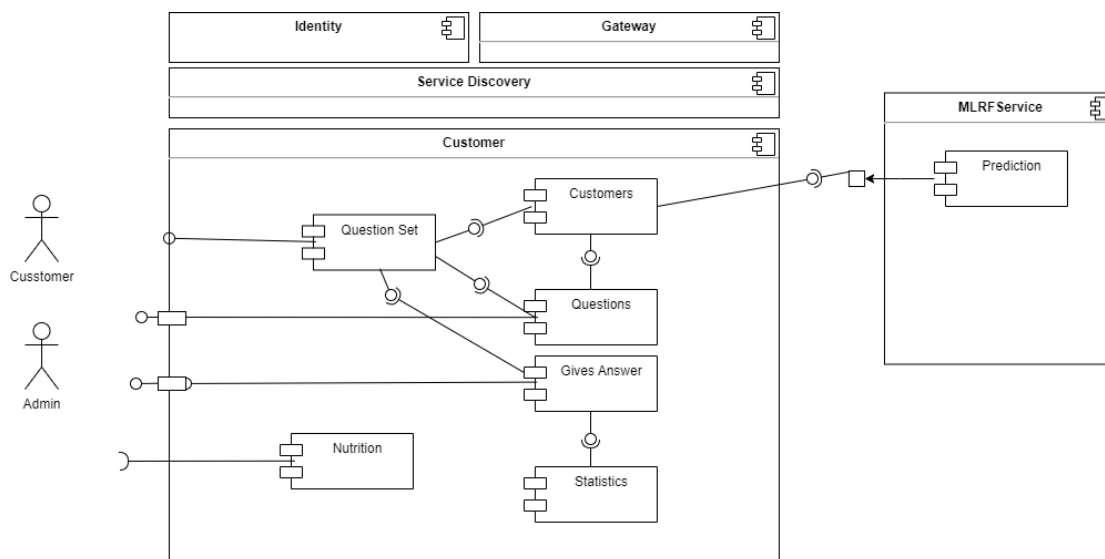 Identity
Gateway
Service Discovery
MLRFService
Customer
Prediction
Customers
Question Set
Cusstomer
Questions
Gives Answer
Admin
Nutrition
Statistics